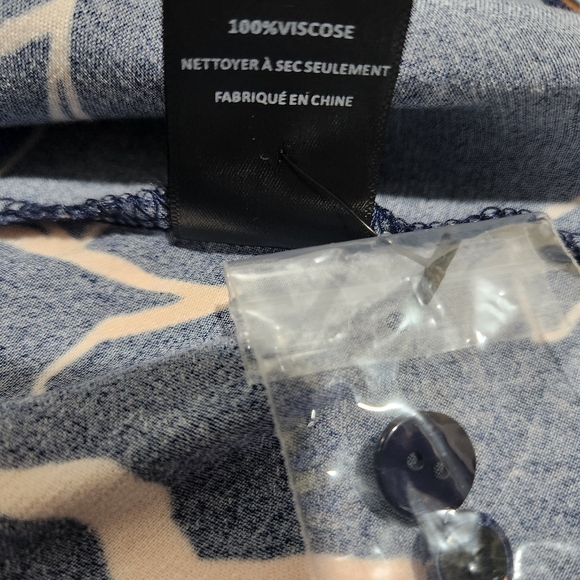 100%VISCOSE
NETTOYER À SEC SEULEMENT
FABRIQUÉ EN CHINE